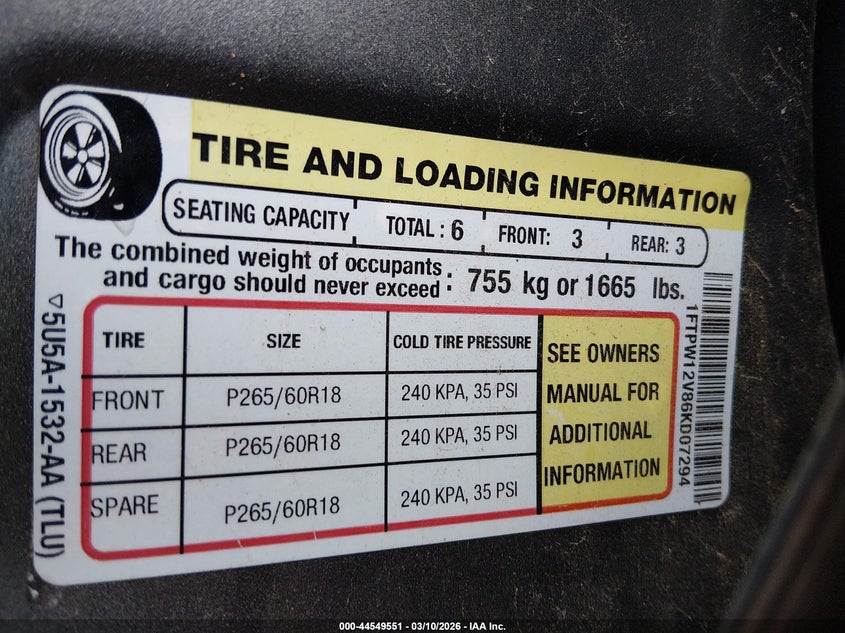 TIRE AND LOADING INFORMATION
SEATING CAPACITY TOTAL : 6 FRONT: 3 REAR: 3
The combined weight of occupants
and cargo should never exceed : 755 kg or 1665 lbs.
TIRE SIZE COLD TIRE PRESSURE
FRONT P265/60R18 240 KPA, 35 PSI
REAR P265/60R18 240 KPA, 35 PSI
SPARE P265/60R18 240 KPA, 35 PSI
SEE OWNERS
MANUAL FOR
ADDITIONAL
INFORMATION
▽5U5A-1532-AA (TLU)
1FTPW12V86KD07294
000-44549551 - 03/10/2026 - IAA Inc.